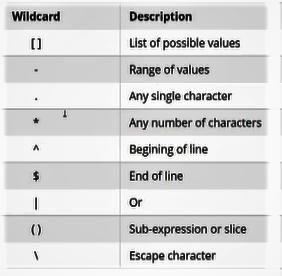 Wildcard Description
[ ] List of possible values
- Range of values
. Any single character
* Any number of characters
^ Begining of line
$ End of line
| Or
( ) Sub-expression or slice
\ Escape character